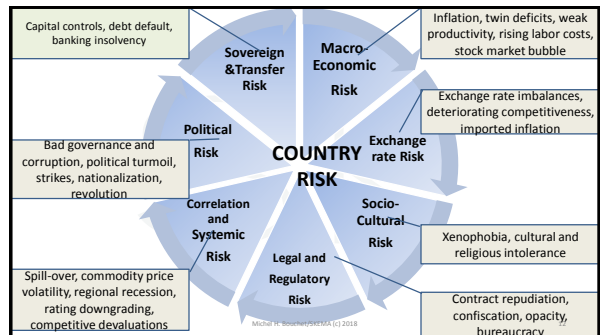 Capital controls, debt default,
banking insolvency
Sovereign
&Transfer
Risk
Macro-
Economic
Risk
Inflation, twin deficits, weak
productivity, rising labor costs,
stock market bubble
Exchange rate imbalances,
deteriorating competitiveness,
imported inflation
Exchange
rate Risk
Political
Risk
Bad governance and
corruption, political turmoil,
strikes, nationalization,
revolution
COUNTRY
RISK
Socio-
Cultural
Risk
Correlation
and
Systemic
Risk
Legal and
Regulatory
Risk
Xenophobia, cultural and
religious intolerance
Spill-over, commodity price
volatility, regional recession,
rating downgrading,
competitive devaluations
Contract repudiation,
confiscation, opacity,
bureaucracy
Michel H. Bouchet/SKEMA (c) 2018